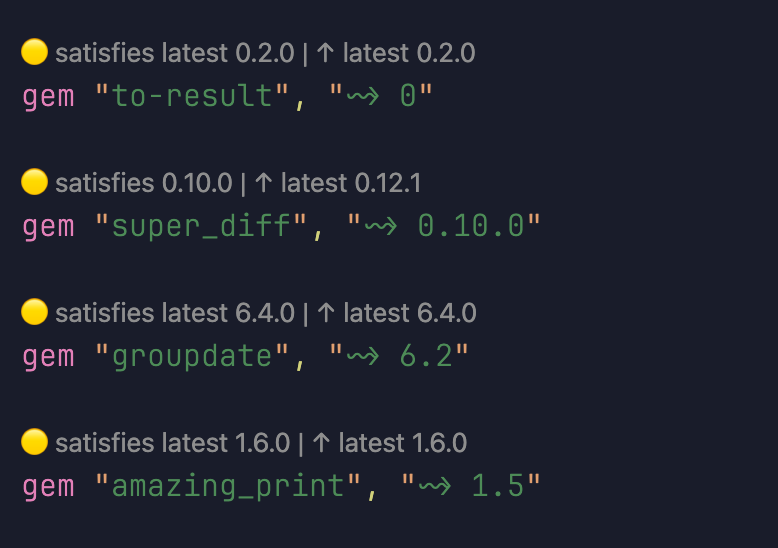 🟡 satisfies latest 0.2.0 | ↑ latest 0.2.0
gem "to-result", "~> 0"
🟡 satisfies 0.10.0 | ↑ latest 0.12.1
gem "super_diff", "~> 0.10.0"
🟡 satisfies latest 6.4.0 | ↑ latest 6.4.0
gem "groupdate", "~> 6.2"
🟡 satisfies latest 1.6.0 | ↑ latest 1.6.0
gem "amazing_print", "~> 1.5"